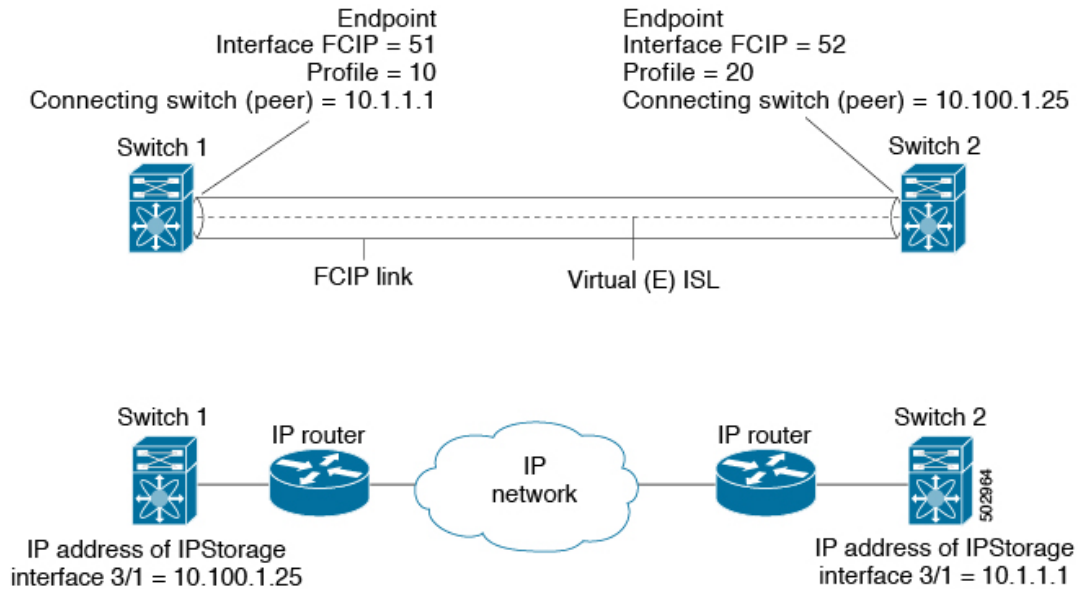 Endpoint
Interface FCIP = 51
Profile = 10
Connecting switch (peer) = 10.1.1.1
Endpoint
Interface FCIP = 52
Profile = 20
Connecting switch (peer) = 10.100.1.25
Switch 1
Switch 2
FCIP link
Virtual (E) ISL
Switch 1
IP router
IP
network
IP router
Switch 2
502964
IP address of IPStorage
interface 3/1 = 10.100.1.25
IP address of IPStorage
interface 3/1 = 10.1.1.1